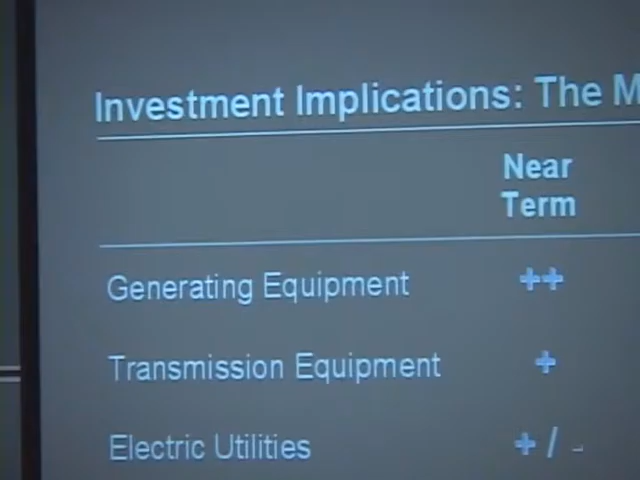 Investment Implications: The M
Near
Term
Generating Equipment ++
Transmission Equipment +
Electric Utilities + / -